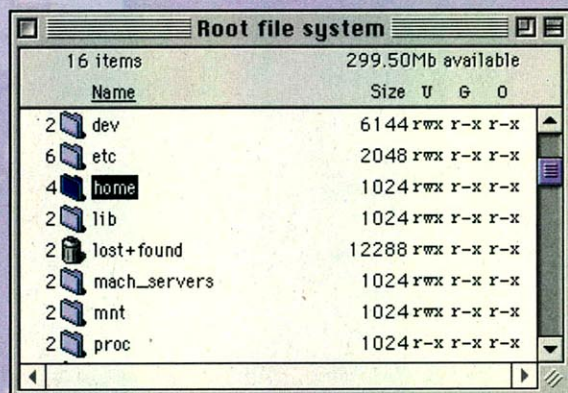 Root file system
16 items 299.50Mb available
Name Size U G O
2 dev 6144 rwx r-x r-x
6 etc 2048 rwx r-x r-x
4 home 1024 rwx r-x r-x
2 lib 1024 rwx r-x r-x
2 lost+found 12288 rwx r-x r-x
2 mach_servers 1024 rwx r-x r-x
2 mnt 1024 rwx r-x r-x
2 proc 1024 r-x r-x r-x